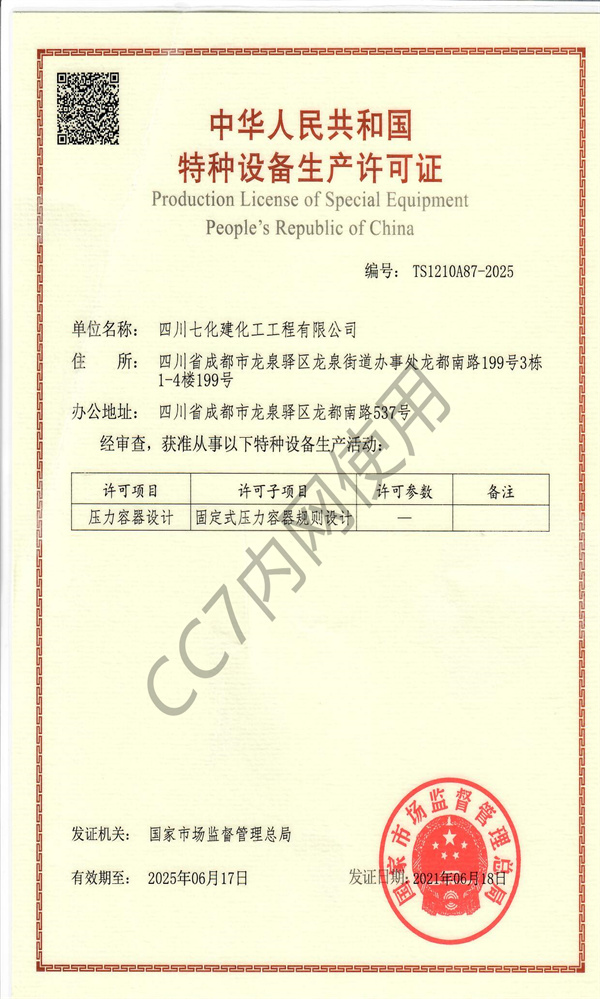 中华人民共和国
特种设备生产许可证
Production License of Special Equipment
People's Republic of China
编号： TS1210A87-2025
单位名称： 四川七化建化工工程有限公司
住 所： 四川省成都市龙泉驿区龙泉街道办事处龙都南路199号3栋
1-4楼199号
办公地址： 四川省成都市龙泉驿区龙都南路537号
经审查，获准从事以下特种设备生产活动：
许可项目 许可子项目 许可参数 备注
压力容器设计 固定式压力容器规则设计 —
CC7内网使用
国家市场监督管理总局
发证机关： 国家市场监督管理总局
有效期至： 2025年06月17日 发证日期：2021年06月18日